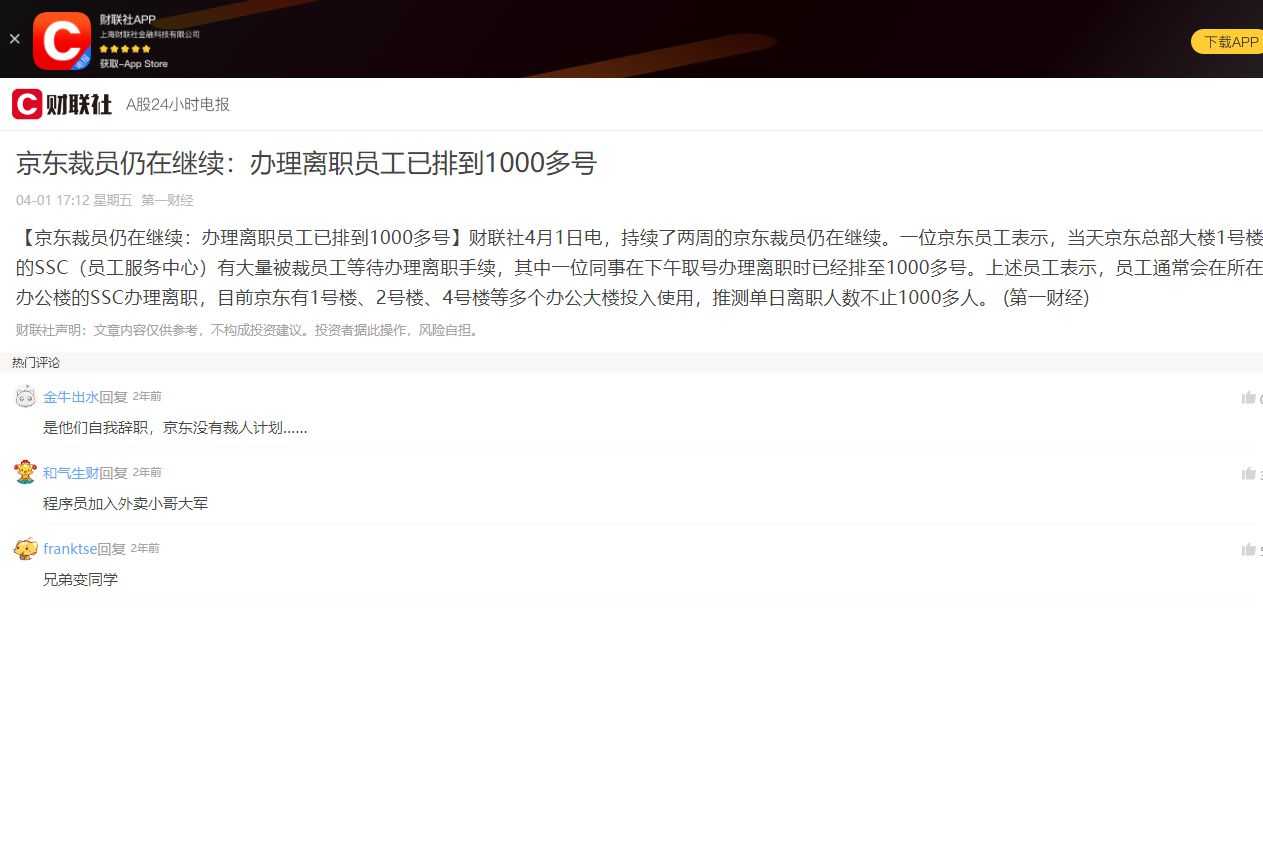 财联社APP
上海财联社金融科技有限公司
获取-App Store
下载APP
财联社 A股24小时电报
京东裁员仍在继续：办理离职员工已排到1000多号
04-01 17:12 星期五 第一财经
【京东裁员仍在继续：办理离职员工已排到1000多号】财联社4月1日电，持续了两周的京东裁员仍在继续。一位京东员工表示，当天京东总部大楼1号楼
的SSC（员工服务中心）有大量被裁员工等待办理离职手续，其中一位同事在下午取号办理离职时已经排至1000多号。上述员工表示，员工通常会在所在
办公楼的SSC办理离职，目前京东有1号楼、2号楼、4号楼等多个办公大楼投入使用，推测单日离职人数不止1000多人。 (第一财经)
财联社声明：文章内容仅供参考，不构成投资建议。投资者据此操作，风险自担。
热门评论
金牛出水回复 2年前
是他们自我辞职，京东没有裁人计划……
和气生财回复 2年前
程序员加入外卖小哥大军
franktse回复 2年前
兄弟变同学